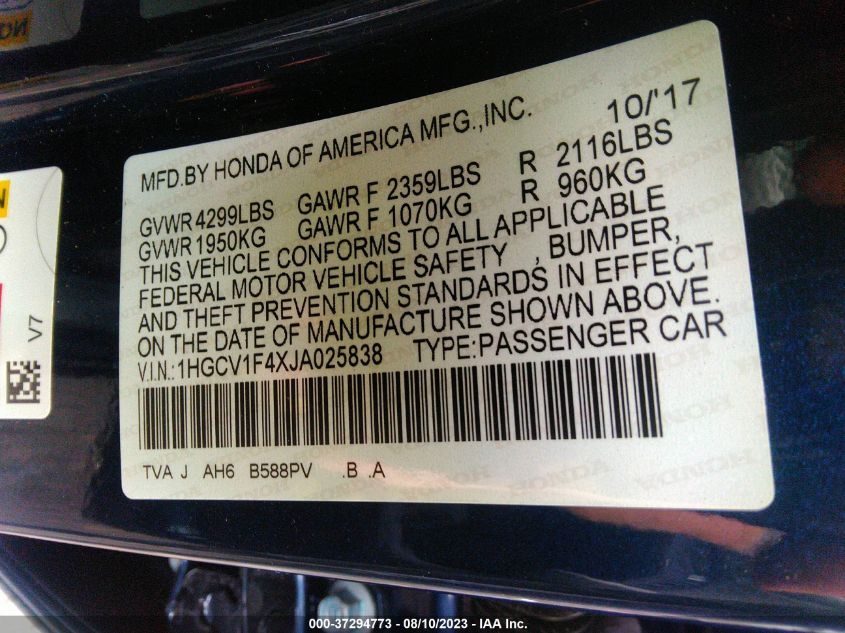 MFD.BY HONDA OF AMERICA MFG.,INC. 10/'17
GVWR 4299LBS GAWR F 2359LBS R 2116LBS
GVWR 1950KG GAWR F 1070KG R 960KG
THIS VEHICLE CONFORMS TO ALL APPLICABLE
FEDERAL MOTOR VEHICLE SAFETY , BUMPER,
AND THEFT PREVENTION STANDARDS IN EFFECT
ON THE DATE OF MANUFACTURE SHOWN ABOVE.
V.I.N.:1HGCV1F4XJA025838 TYPE:PASSENGER CAR
TVA J AH6 B588PV .B .A
V7
HONDA
000-37294773 - 08/10/2023 - IAA Inc.